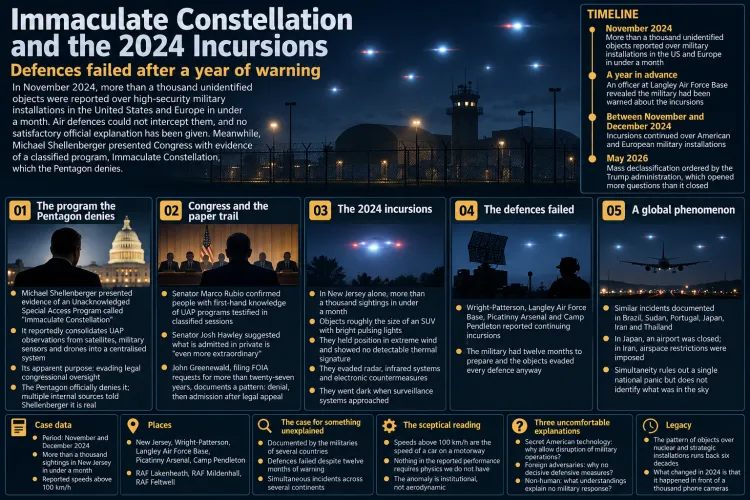 Immaculate Constellation
and the 2024 Incursions
Defences failed after a year of warning
In November 2024, more than a thousand unidentified
objects were reported over high-security military
installations in the United States and Europe in under
a month. Air defences could not intercept them, and no
satisfactory official explanation has been given. Meanwhile,
Michael Shellenberger presented Congress with evidence
of a classified program, Immaculate Constellation,
which the Pentagon denies.
TIMELINE
November 2024
More than a thousand unidentified
objects reported over military
installations in the US and Europe
in under a month
A year in advance
An officer at Langley Air Force Base
revealed the military had been
warned about the incursions
Between November and
December 2024
Incursions continued over American
and European military installations
May 2026
Mass declassification ordered by the
Trump administration, which opened
more questions than it closed
01 The program the
Pentagon denies
Michael Shellenberger presented
evidence of an Unacknowledged
Special Access Program called
"Immaculate Constellation"
It reportedly consolidates UAP
observations from satellites, military
sensors and drones into a centralised
system
Its apparent purpose: evading legal
congressional oversight
The Pentagon officially denies it;
multiple internal sources told
Shellenberger it is real
02 Congress and the
paper trail
Senator Marco Rubio confirmed
people with first-hand knowledge
of UAP programs testified in
classified sessions
Senator Josh Hawley suggested
what is admitted in private is
"even more extraordinary"
John Greenewald, filing FOIA
requests for more than twenty-seven
years, documents a pattern: denial,
then admission after legal appeal
03 The 2024 incursions
In New Jersey alone, more than
a thousand sightings in under
a month
Objects roughly the size of an SUV
with bright pulsing lights
They held position in extreme wind
and showed no detectable thermal
signature
They evaded radar, infrared systems
and electronic countermeasures
They went dark when surveillance
systems approached
04 The defences failed
Wright-Patterson, Langley Air Force
Base, Picatinny Arsenal and Camp
Pendleton reported continuing
incursions
The military had twelve months to
prepare and the objects evaded
every defence anyway
05 A global phenomenon
Similar incidents documented
in Brazil, Sudan, Portugal, Japan,
Iran and Thailand
In Japan, an airport was closed; in
Iran, airspace restrictions were
imposed
Simultaneity rules out a single
national panic but does not
identify what was in the sky
Case data
Period: November and
December 2024
More than a thousand
sightings in New Jersey
in under a month
Reported speeds above
100 km/h
Places
New Jersey, Wright-Patterson,
Langley Air Force Base,
Picatinny Arsenal, Camp Pendleton
RAF Lakenheath, RAF Mildenhall,
RAF Feltwell
The case for something
unexplained
Documented by the militaries
of several countries
Defences failed despite twelve
months of warning
Simultaneous incidents across
several continents
The sceptical reading
Speeds above 100 km/h are the
speed of a car on a motorway
Nothing in the reported performance
requires physics we do not have
The anomaly is institutional,
not aerodynamic
Three uncomfortable
explanations
Secret American technology:
why allow disruption of
military operations?
Foreign adversaries: why
no decisive defensive measures?
Non-human: what understandings
explain no military response?
Legacy
The pattern of objects over
nuclear and strategic
installations runs back six
decades
What changed in 2024 is that
it happened in front of a
thousand phone cameras